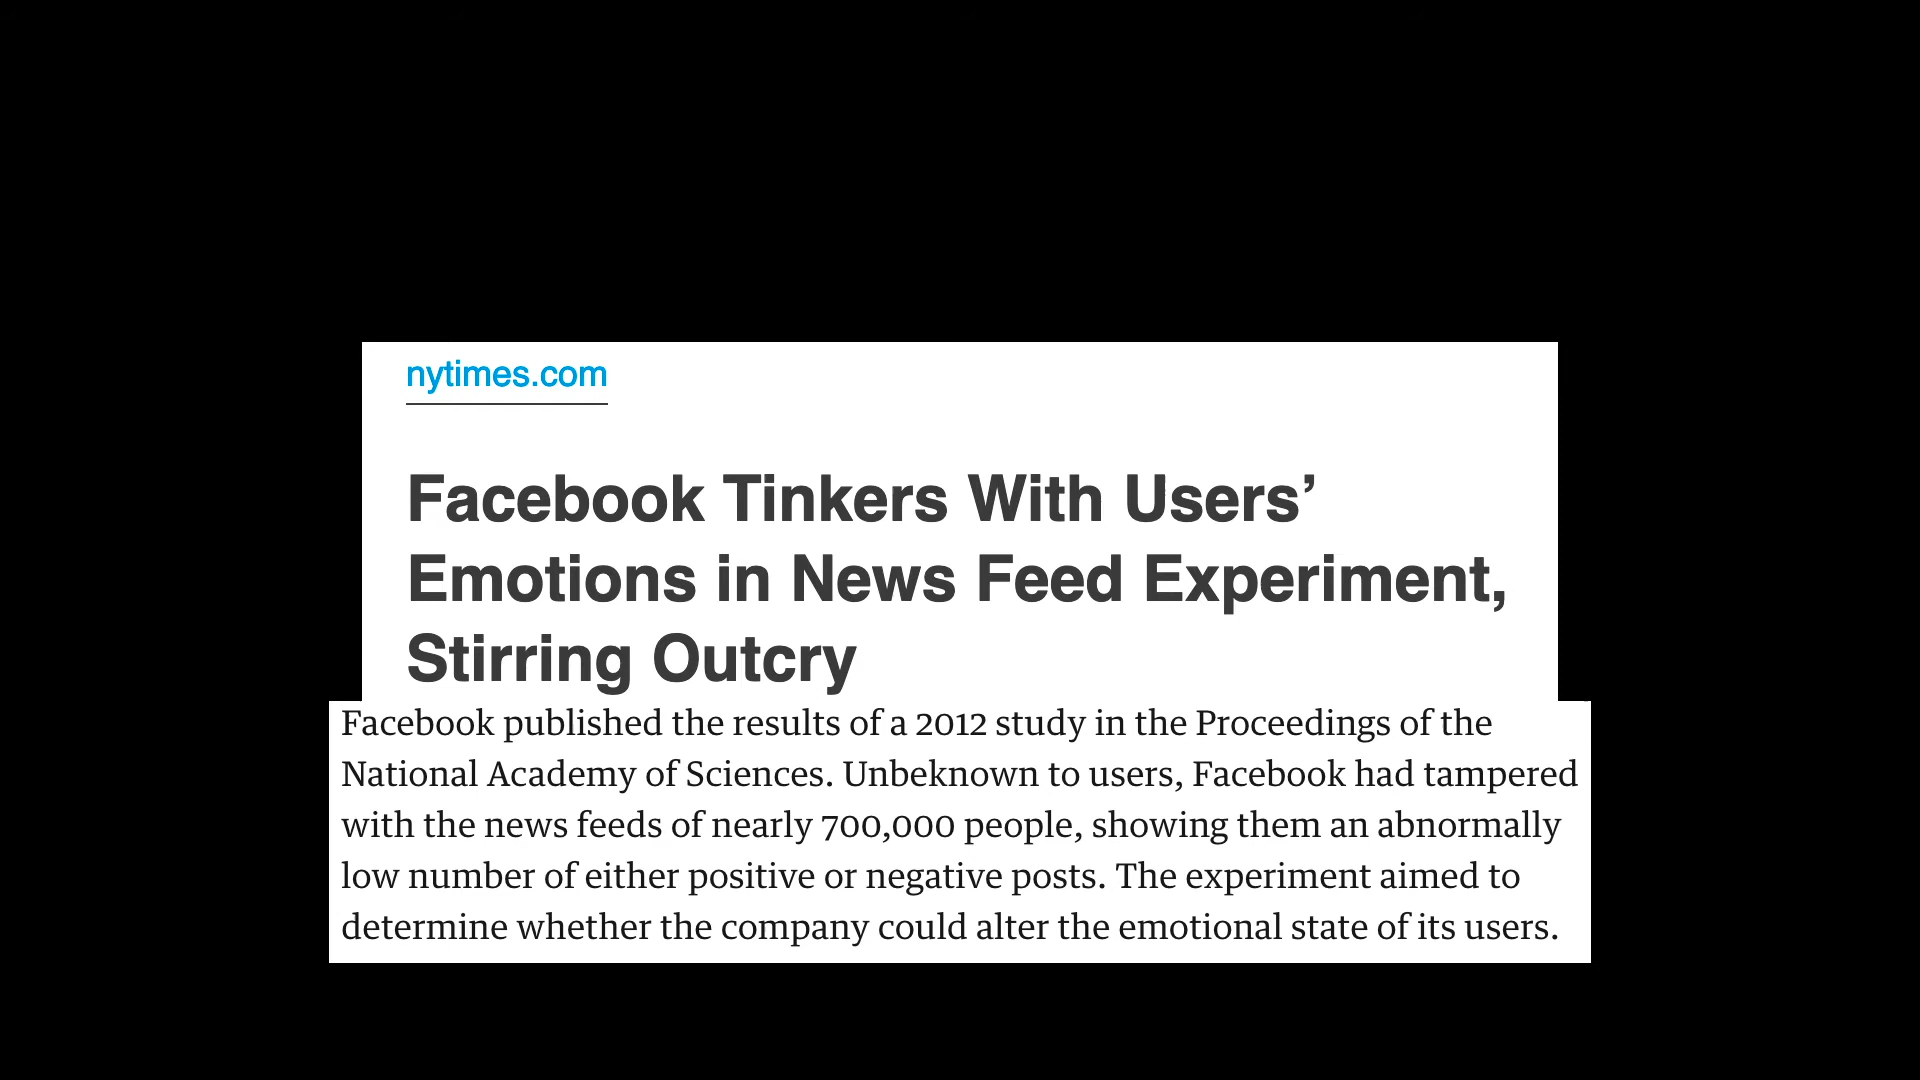 nytimes.com
Facebook Tinkers With Users’
Emotions in News Feed Experiment,
Stirring Outcry
Facebook published the results of a 2012 study in the Proceedings of the
National Academy of Sciences. Unbeknown to users, Facebook had tampered
with the news feeds of nearly 700,000 people, showing them an abnormally
low number of either positive or negative posts. The experiment aimed to
determine whether the company could alter the emotional state of its users.